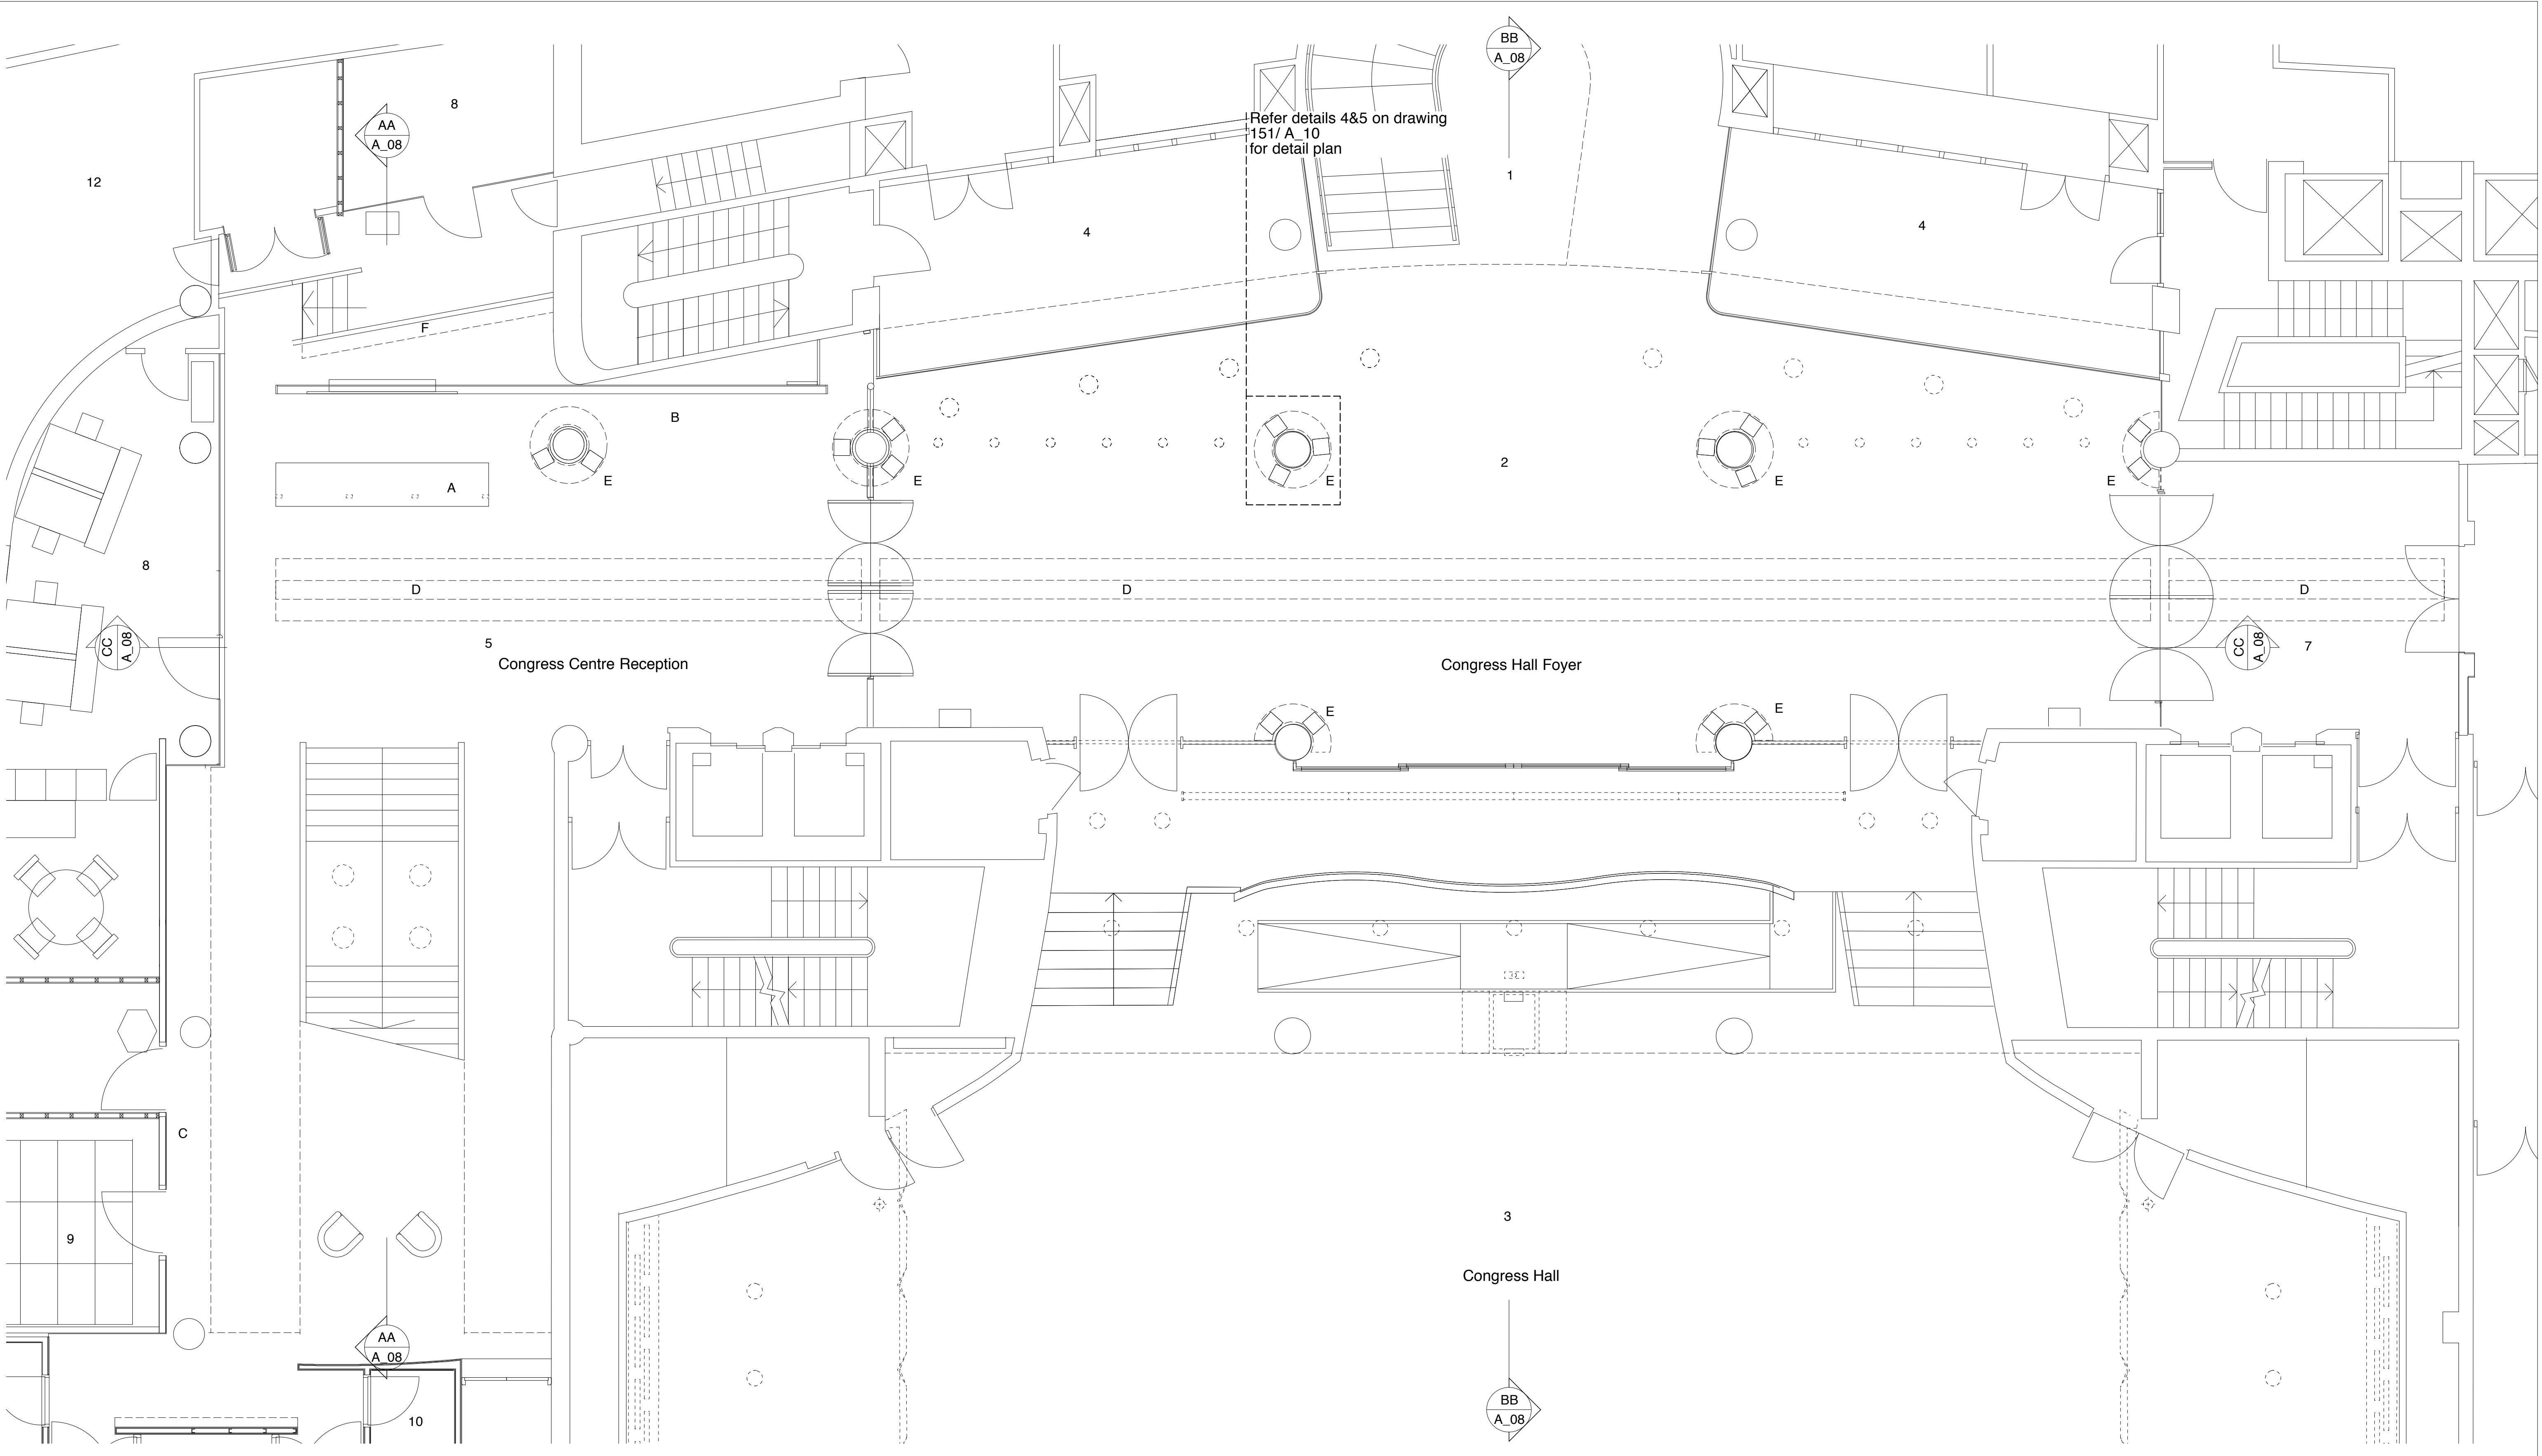 BB
A_08
8
AA
A_08
Refer details 4&5 on drawing
151/ A_10
for detail plan
12
1
4
4
F
B
A
E
E
E
E
E
2
8
D
D
D
5
Congress Centre Reception
Congress Hall Foyer
CC
A_08
CC
A_08
7
E
E
C
9
3
Congress Hall
AA
A_08
10
BB
A_08